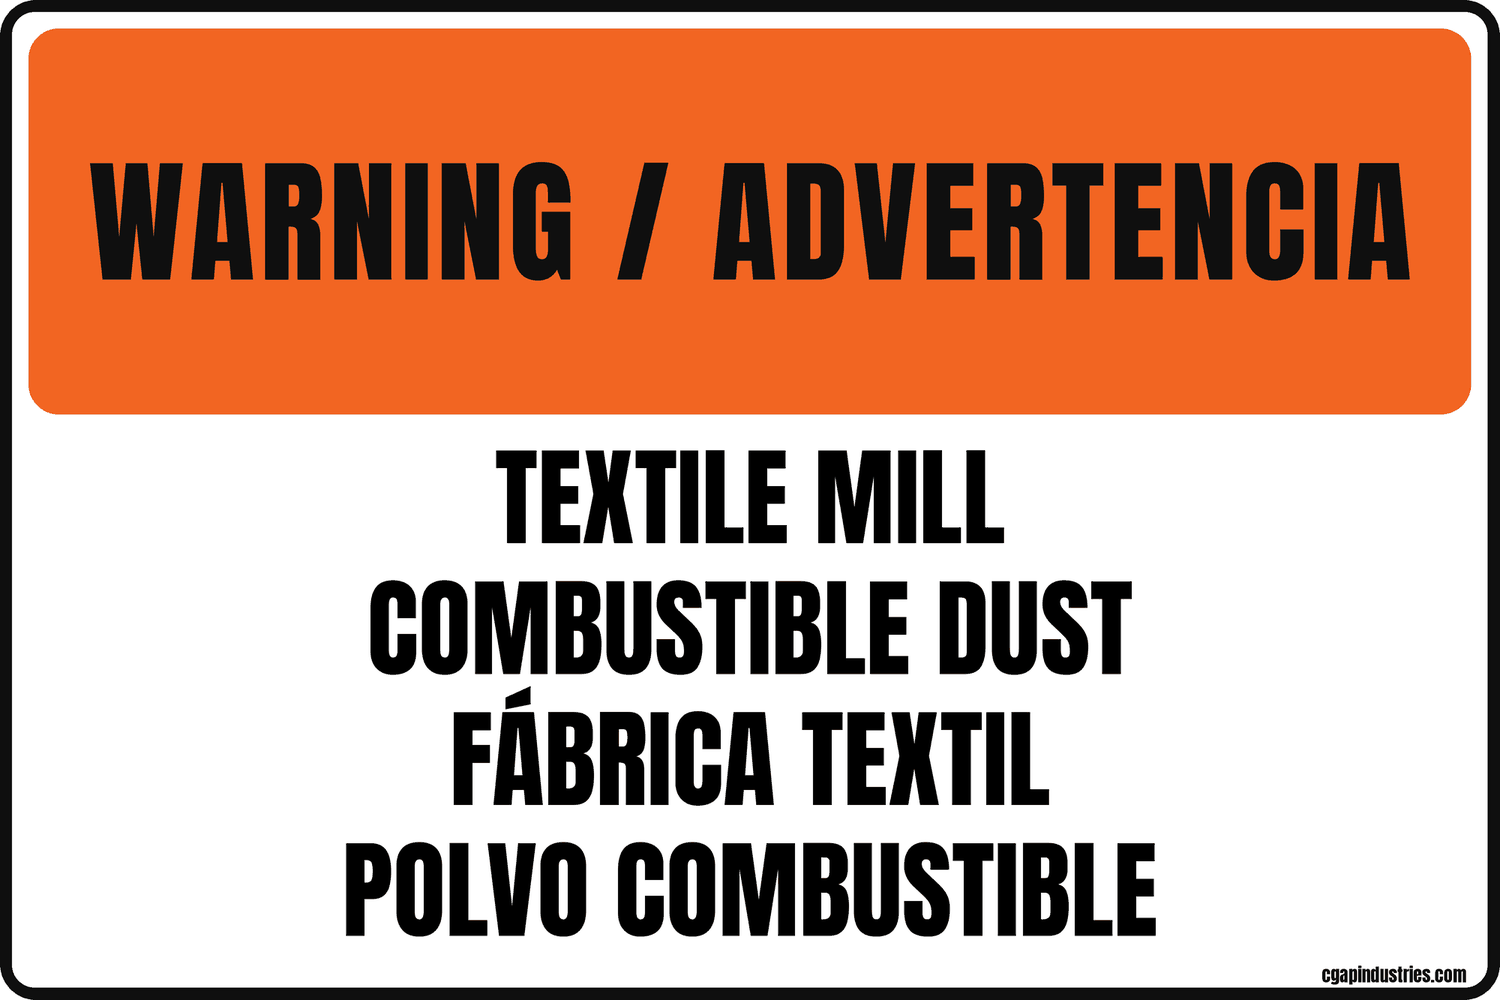 WARNING / ADVERTENCIA
TEXTILE MILL
COMBUSTIBLE DUST
FÁBRICA TEXTIL
POLVO COMBUSTIBLE
cgapindustries.com